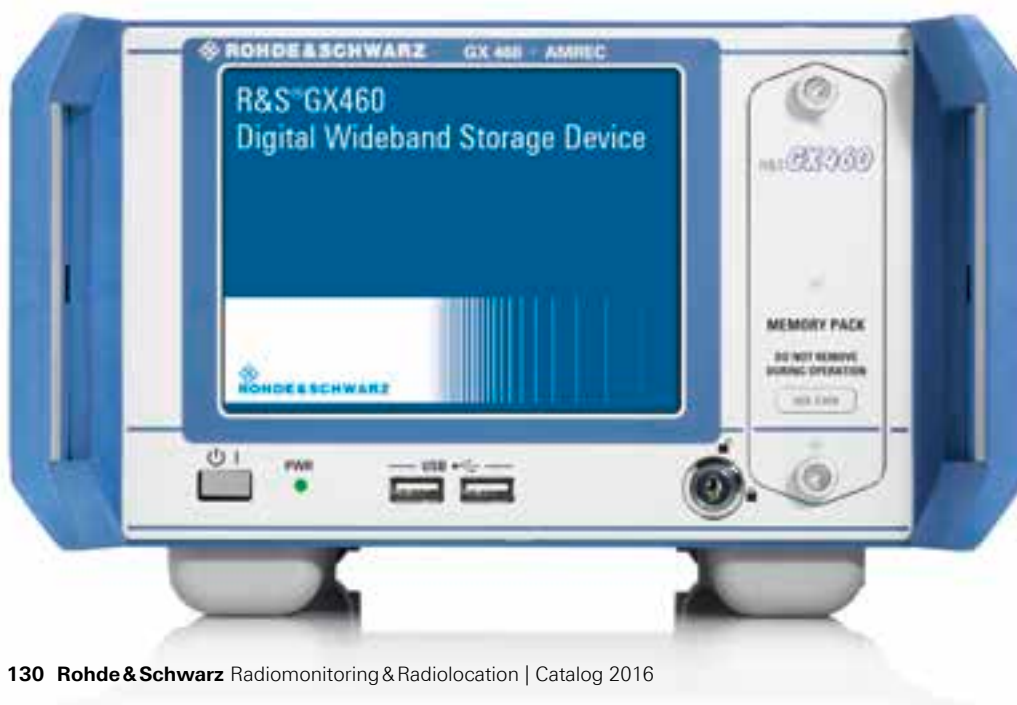 ROHDE&SCHWARZ GX 460 · AMREC
R&S®GX460
Digital Wideband Storage Device
ROHDE&SCHWARZ
PWR
USB
R&S GX460
MEMORY PACK
DO NOT REMOVE
DURING OPERATION
130 Rohde&Schwarz Radiomonitoring&Radiolocation | Catalog 2016